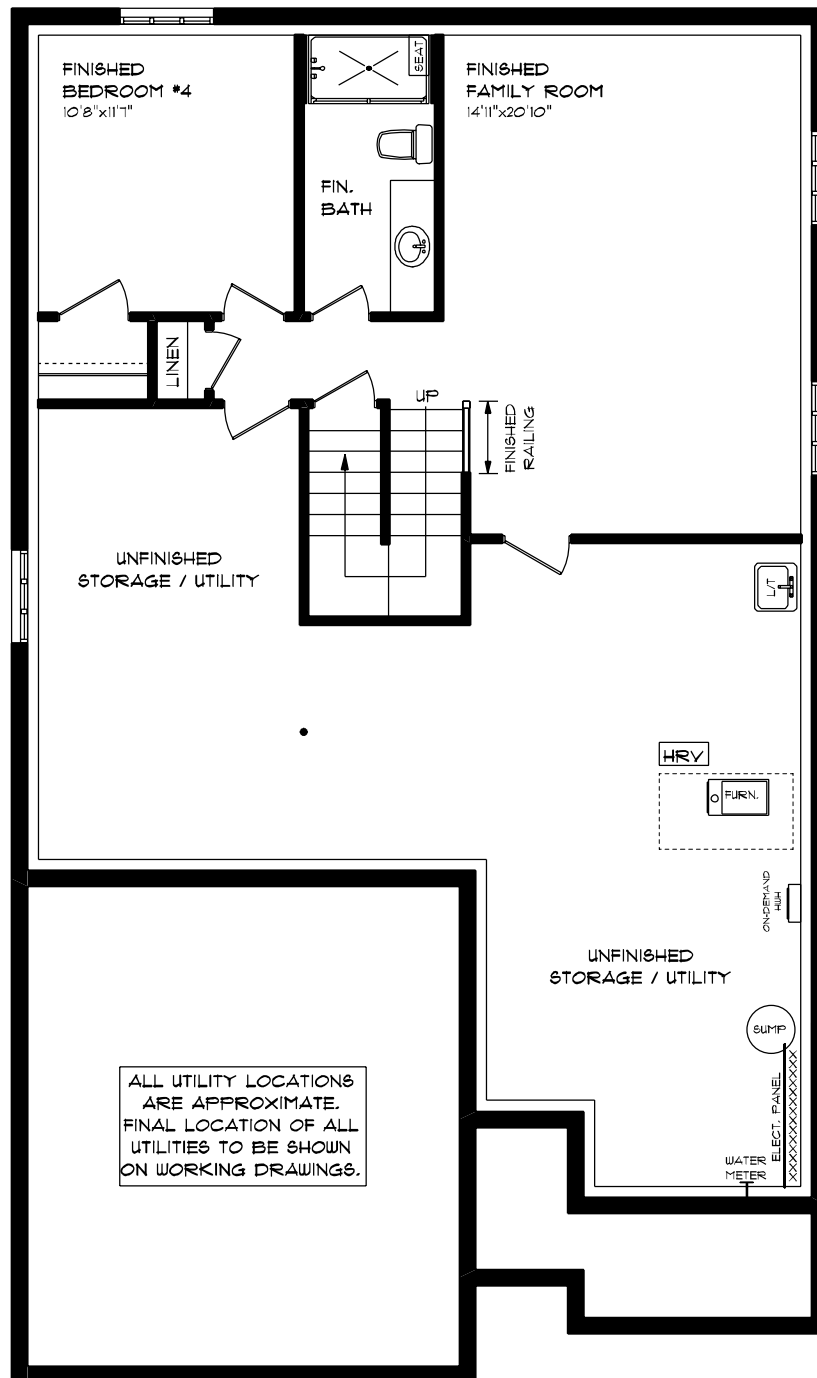 FINISHED
BEDROOM #4
10'8"x11'7"
SEAT
FINISHED
FAMILY ROOM
14'11"x20'10"
FIN.
BATH
LINEN
UP
FINISHED
RAILING
UNFINISHED
STORAGE / UTILITY
L/T
HRV
FURN.
ON-DEMAND
HWH
UNFINISHED
STORAGE / UTILITY
SUMP
ELECT. PANEL
WATER
METER
ALL UTILITY LOCATIONS
ARE APPROXIMATE.
FINAL LOCATION OF ALL
UTILITIES TO BE SHOWN
ON WORKING DRAWINGS.